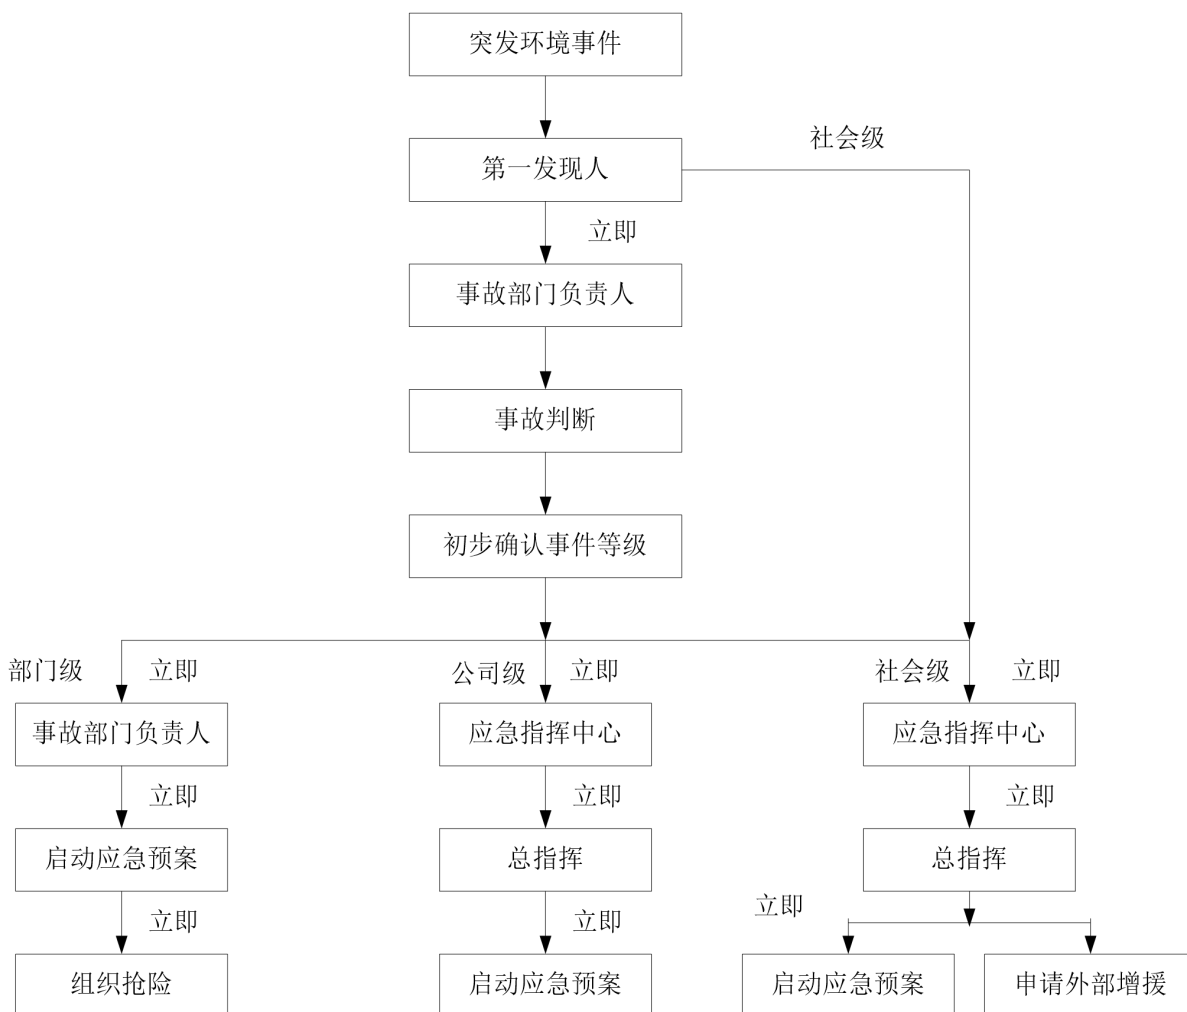 突发环境事件
社会级
第一发现人
立即
事故部门负责人
事故判断
初步确认事件等级
部门级
立即
公司级
立即
社会级
立即
事故部门负责人
应急指挥中心
应急指挥中心
立即
立即
立即
启动应急预案
总指挥
总指挥
立即
立即
立即
组织抢险
启动应急预案
启动应急预案
申请外部增援